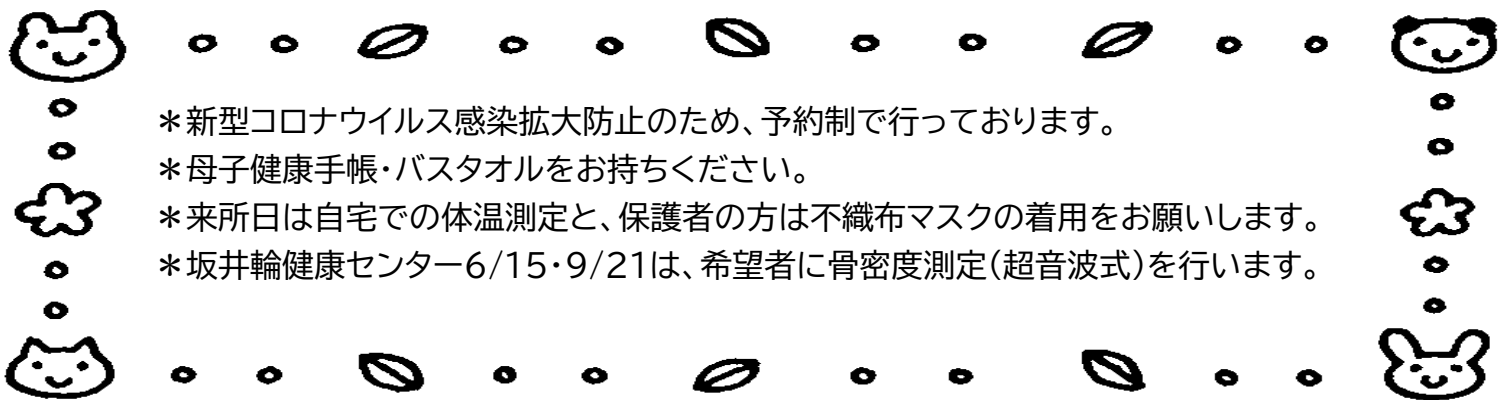 ＊新型コロナウイルス感染拡大防止のため、予約制で行っております。
＊母子健康手帳・バスタオルをお持ちください。
＊来所日は自宅での体温測定と、保護者の方は不織布マスクの着用をお願いします。
＊坂井輪健康センター6/15・9/21は、希望者に骨密度測定(超音波式)を行います。